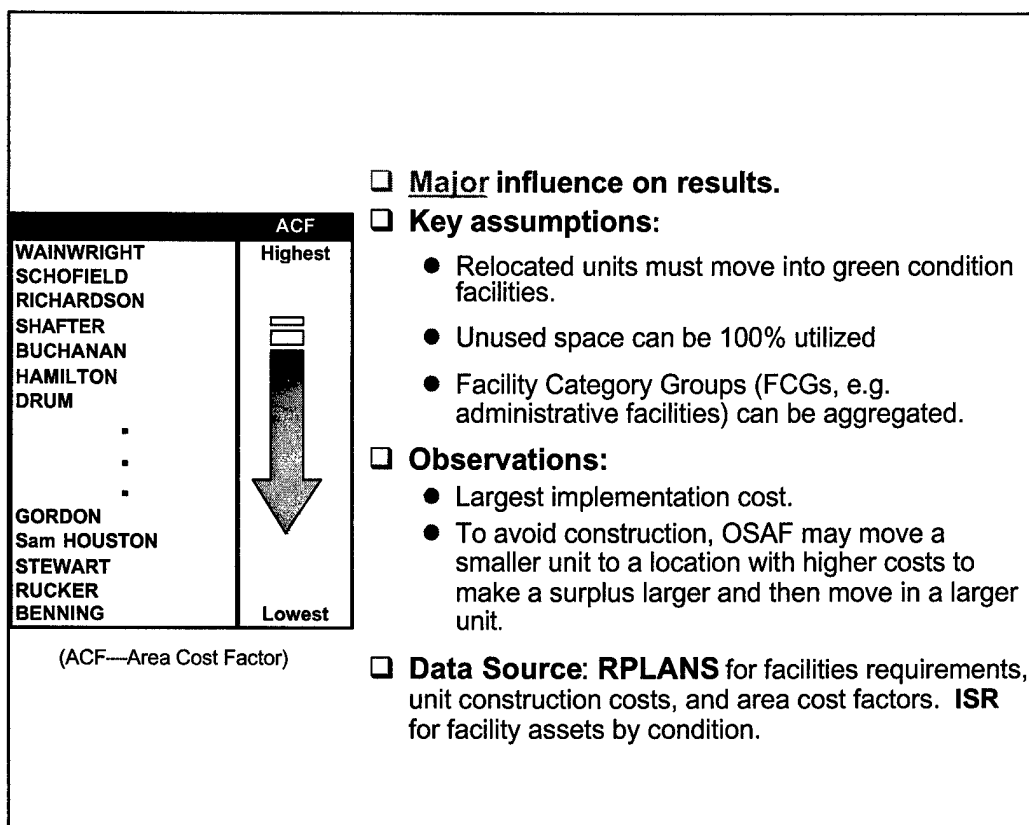 ACF
WAINWRIGHT Highest
SCHOFIELD
RICHARDSON
SHAFTER
BUCHANAN
HAMILTON
DRUM
GORDON
Sam HOUSTON
STEWART
RUCKER
BENNING Lowest
(ACF----Area Cost Factor)
❑ Major influence on results.
❑ Key assumptions:
● Relocated units must move into green condition
facilities.
● Unused space can be 100% utilized
● Facility Category Groups (FCGs, e.g.
administrative facilities) can be aggregated.
❑ Observations:
● Largest implementation cost.
● To avoid construction, OSAF may move a
smaller unit to a location with higher costs to
make a surplus larger and then move in a larger
unit.
❑ Data Source: RPLANS for facilities requirements,
unit construction costs, and area cost factors. ISR
for facility assets by condition.